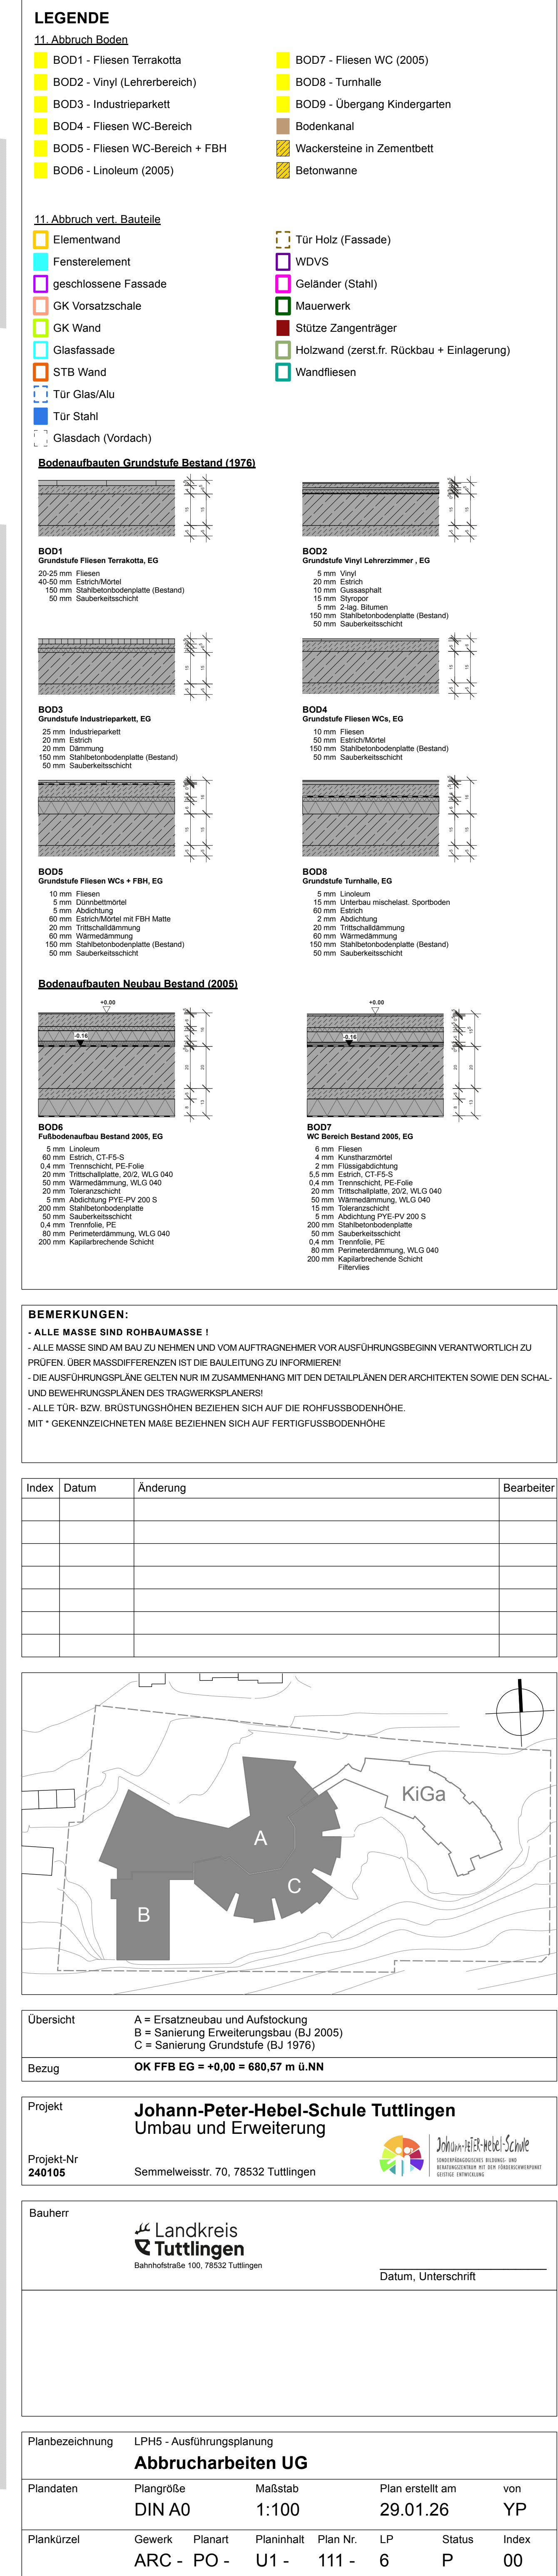 LEGENDE
11. Abbruch Boden
BOD1 - Fliesen Terrakotta
BOD2 - Vinyl (Lehrerbereich)
BOD3 - Industrieparkett
BOD4 - Fliesen WC-Bereich
BOD5 - Fliesen WC-Bereich + FBH
BOD6 - Linoleum (2005)
BOD7 - Fliesen WC (2005)
BOD8 - Turnhalle
BOD9 - Übergang Kindergarten
Bodenkanal
Wackersteine in Zementbett
Betonwanne
11. Abbruch vert. Bauteile
Elementwand
Fensterelement
geschlossene Fassade
GK Vorsatzschale
GK Wand
Glasfassade
STB Wand
Tür Glas/Alu
Tür Stahl
Glasdach (Vordach)
Tür Holz (Fassade)
WDVS
Geländer (Stahl)
Mauerwerk
Stütze Zangenträger
Holzwand (zerst.fr. Rückbau + Einlagerung)
Wandfliesen
Bodenaufbauten Grundstufe Bestand (1976)
BOD1
Grundstufe Fliesen Terrakotta, EG
20-25 mm Fliesen
40-50 mm Estrich/Mörtel
150 mm Stahlbetonbodenplatte (Bestand)
50 mm Sauberkeitsschicht
BOD2
Grundstufe Vinyl Lehrerzimmer , EG
5 mm Vinyl
20 mm Estrich
10 mm Gussasphalt
15 mm Styropor
5 mm 2-lag. Bitumen
150 mm Stahlbetonbodenplatte (Bestand)
50 mm Sauberkeitsschicht
BOD3
Grundstufe Industrieparkett, EG
25 mm Industrieparkett
20 mm Estrich
20 mm Dämmung
150 mm Stahlbetonbodenplatte (Bestand)
50 mm Sauberkeitsschicht
BOD4
Grundstufe Fliesen WCs, EG
10 mm Fliesen
50 mm Estrich/Mörtel
150 mm Stahlbetonbodenplatte (Bestand)
50 mm Sauberkeitsschicht
BOD5
Grundstufe Fliesen WCs + FBH, EG
10 mm Fliesen
5 mm Dünnbettmörtel
5 mm Abdichtung
60 mm Estrich/Mörtel mit FBH Matte
20 mm Trittschalldämmung
60 mm Wärmedämmung
150 mm Stahlbetonbodenplatte (Bestand)
50 mm Sauberkeitsschicht
BOD8
Grundstufe Turnhalle, EG
5 mm Linoleum
15 mm Unterbau mischelast. Sportboden
60 mm Estrich
2 mm Abdichtung
20 mm Trittschalldämmung
60 mm Wärmedämmung
150 mm Stahlbetonbodenplatte (Bestand)
50 mm Sauberkeitsschicht
Bodenaufbauten Neubau Bestand (2005)
+0.00
-0.16
BOD6
Fußbodenaufbau Bestand 2005, EG
5 mm Linoleum
60 mm Estrich, CT-F5-S
0,4 mm Trennschicht, PE-Folie
20 mm Trittschallplatte, 20/2, WLG 040
50 mm Wärmedämmung, WLG 040
20 mm Toleranzschicht
5 mm Abdichtung PYE-PV 200 S
200 mm Stahlbetonbodenplatte
50 mm Sauberkeitsschicht
0,4 mm Trennfolie, PE
80 mm Perimeterdämmung, WLG 040
200 mm Kapilarbrechende Schicht
+0.00
-0.16
BOD7
WC Bereich Bestand 2005, EG
6 mm Fliesen
4 mm Kunstharzmörtel
2 mm Flüssigabdichtung
5,5 mm Estrich, CT-F5-S
0,4 mm Trennschicht, PE-Folie
20 mm Trittschallplatte, 20/2, WLG 040
50 mm Wärmedämmung, WLG 040
15 mm Toleranzschicht
5 mm Abdichtung PYE-PV 200 S
200 mm Stahlbetonbodenplatte
50 mm Sauberkeitsschicht
0,4 mm Trennfolie, PE
80 mm Perimeterdämmung, WLG 040
200 mm Kapilarbrechende Schicht
Filtervlies
BEMERKUNGEN:
- ALLE MASSE SIND ROHBAUMASSE !
- ALLE MASSE SIND AM BAU ZU NEHMEN UND VOM AUFTRAGNEHMER VOR AUSFÜHRUNGSBEGINN VERANTWORTLICH ZU
PRÜFEN. ÜBER MASSDIFFERENZEN IST DIE BAULEITUNG ZU INFORMIEREN!
- DIE AUSFÜHRUNGSPLÄNE GELTEN NUR IM ZUSAMMENHANG MIT DEN DETAILPLÄNEN DER ARCHITEKTEN SOWIE DEN SCHAL-
UND BEWEHRUNGSPLÄNEN DES TRAGWERKSPLANERS!
- ALLE TÜR- BZW. BRÜSTUNGSHÖHEN BEZIEHEN SICH AUF DIE ROHFUSSBODENHÖHE.
MIT * GEKENNZEICHNETEN MAßE BEZIEHNEN SICH AUF FERTIGFUSSBODENHÖHE
Index Datum Änderung Bearbeiter
KiGa
A
C
B
Übersicht
A = Ersatzneubau und Aufstockung
B = Sanierung Erweiterungsbau (BJ 2005)
C = Sanierung Grundstufe (BJ 1976)
Bezug OK FFB EG = +0,00 = 680,57 m ü.NN
Projekt
Johann-Peter-Hebel-Schule Tuttlingen
Umbau und Erweiterung
Johann-PeTER-Hebel-Schule
SONDERPÄDAGOGISCHES BILDUNGS- UND
BERATUNGSZENTRUM MIT DEM FÖRDERSCHWERPUNKT
GEISTIGE ENTWICKLUNG
Projekt-Nr
240105
Semmelweisstr. 70, 78532 Tuttlingen
Bauherr
Landkreis
Tuttlingen
Bahnhofstraße 100, 78532 Tuttlingen
Datum, Unterschrift
Planbezeichnung LPH5 - Ausführungsplanung
Abbrucharbeiten UG
Plandaten Plangröße Maßstab Plan erstellt am von
DIN A0 1:100 29.01.26 YP
Plankürzel Gewerk Planart Planinhalt Plan Nr. LP Status Index
ARC - PO - U1 - 111 - 6 P 00